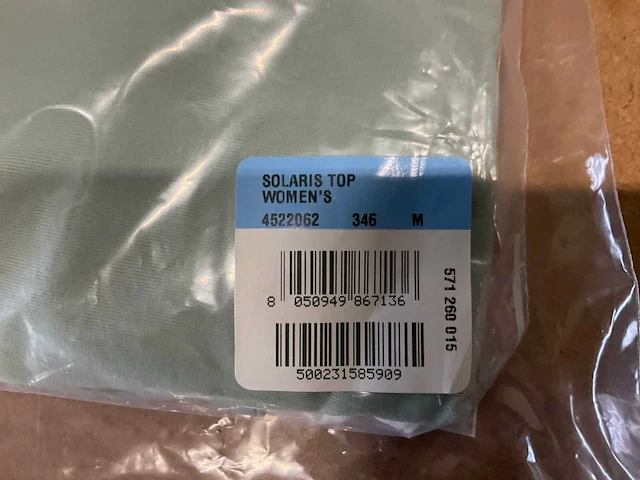 SOLARIS TOP
WOMEN'S
4522062 346 M
8 050949 867136
571 260 015
500231585909